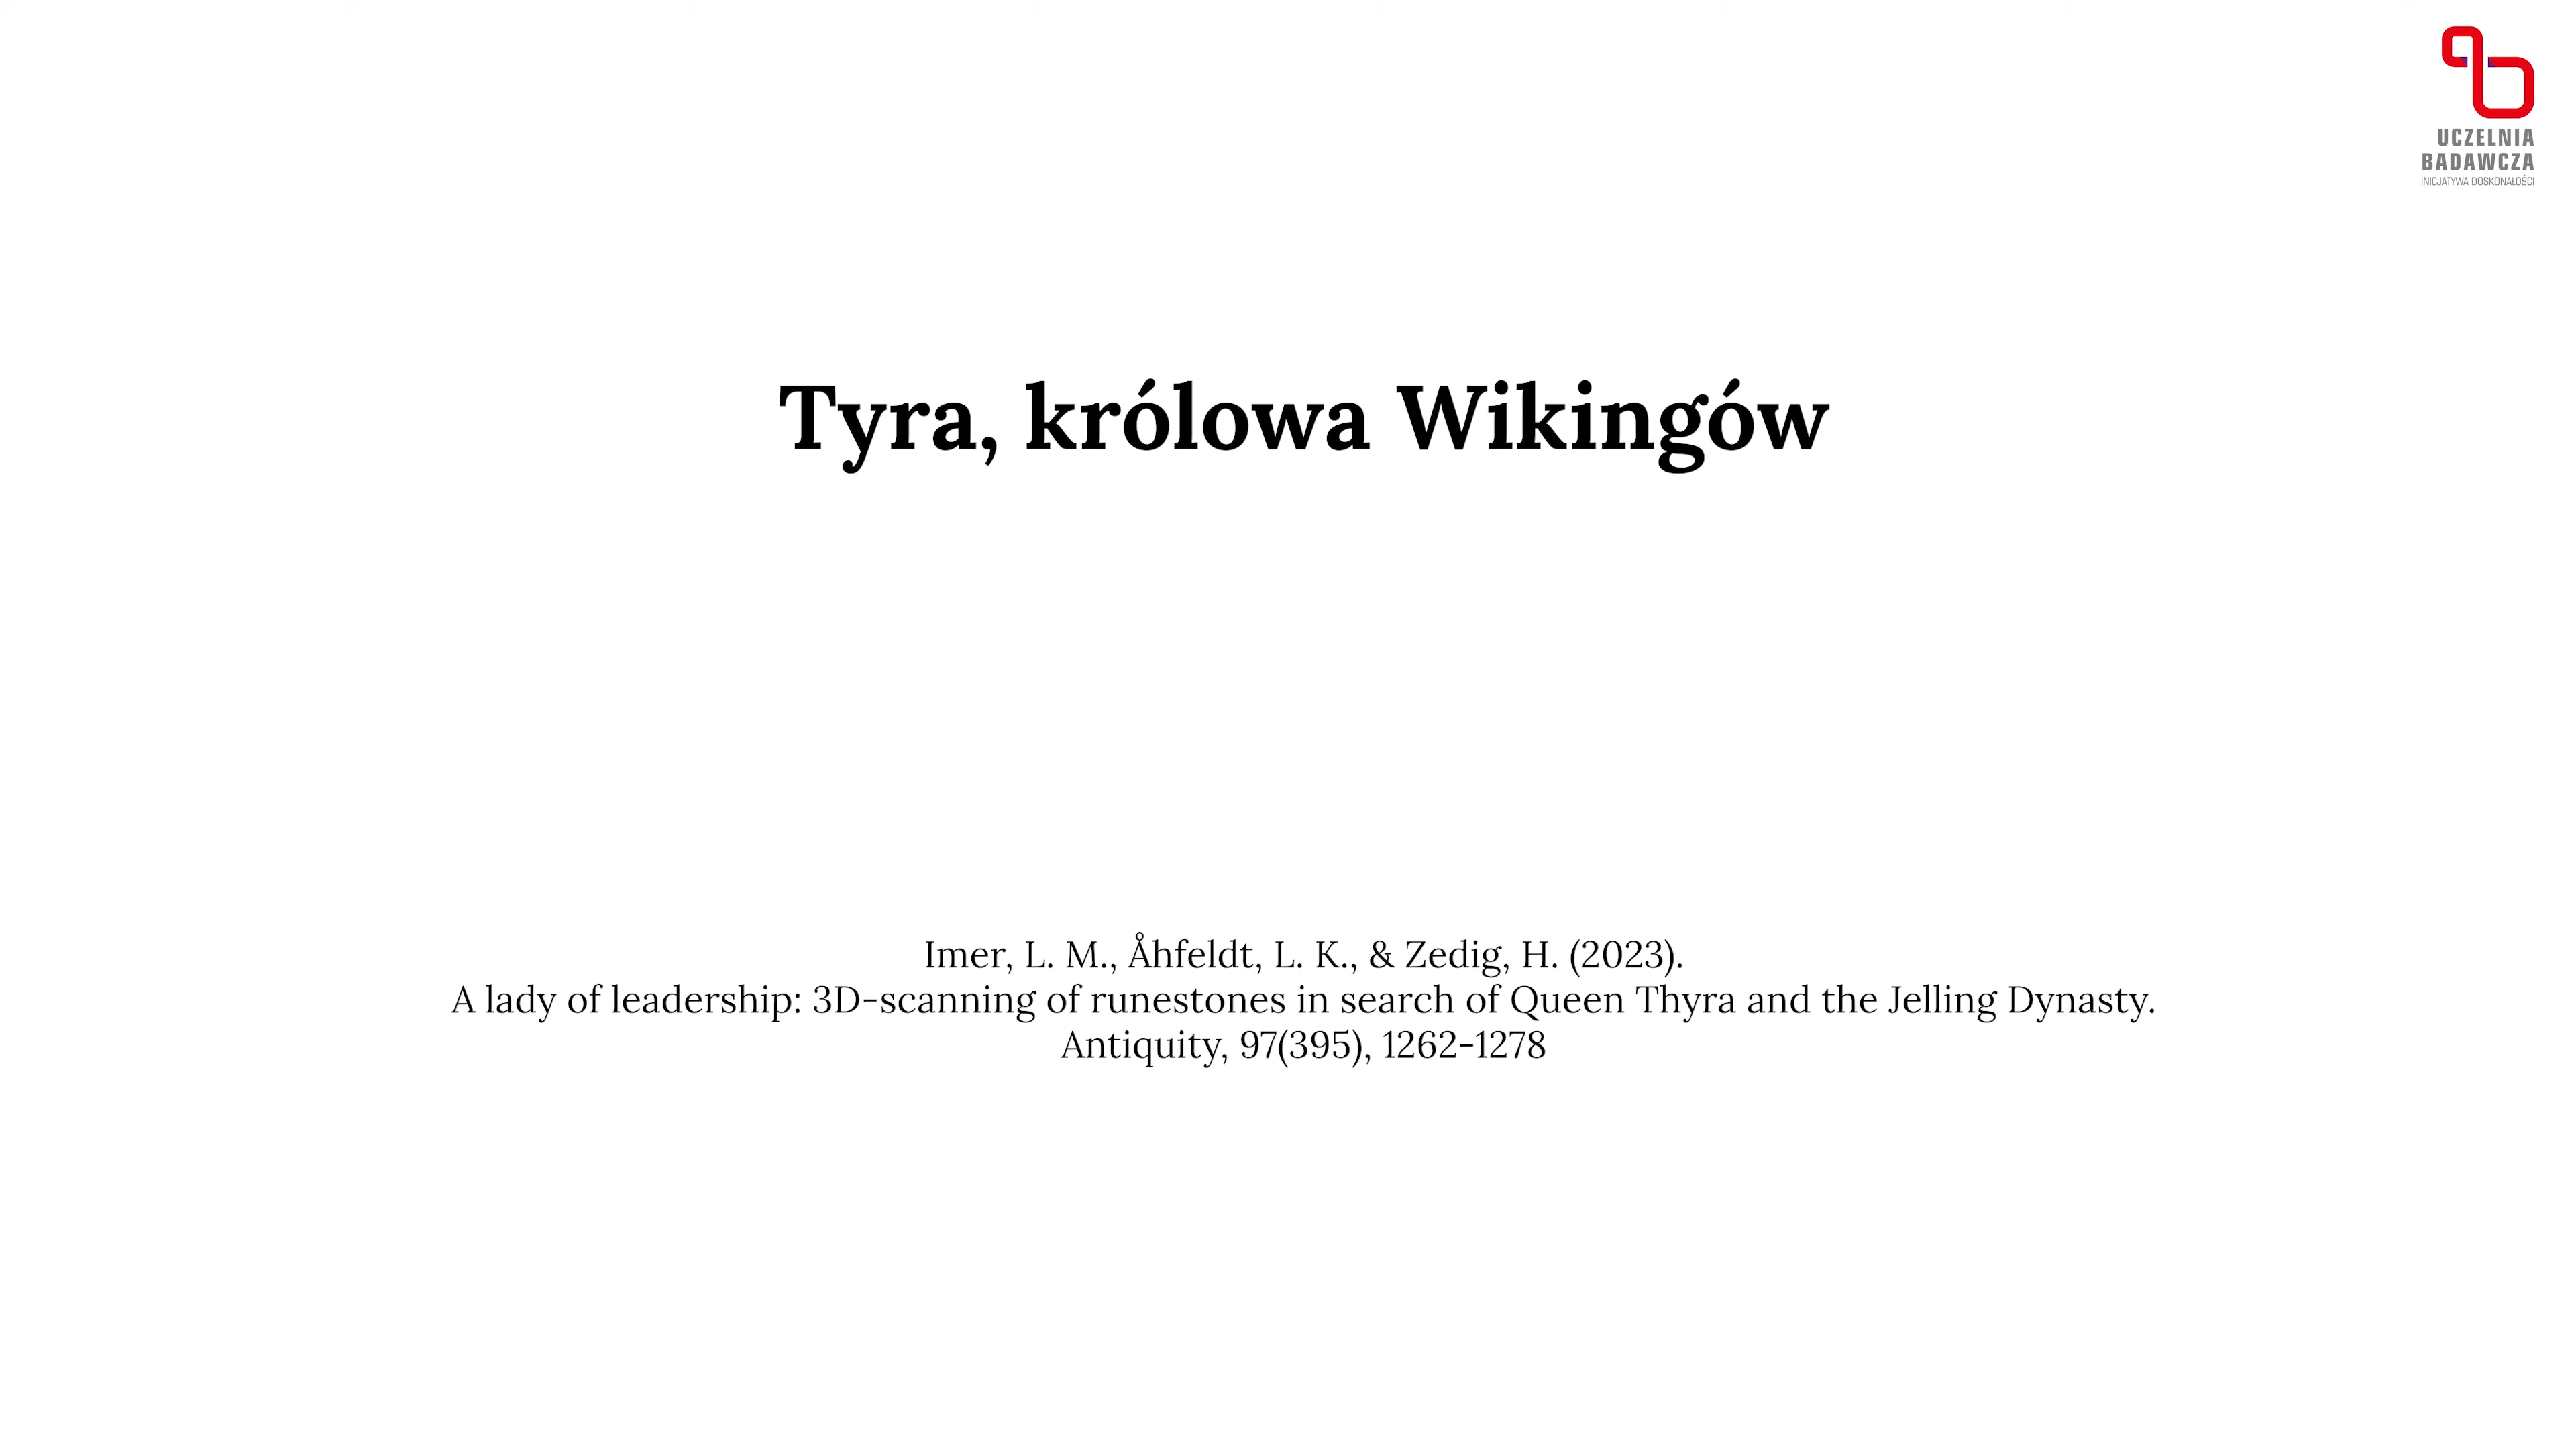 UCZELNIA
BADAWCZA
INICJATYWA DOSKONAŁOŚCI
Tyra, królowa Wikingów
Imer, L. M., Åhfeldt, L. K., & Zedig, H. (2023).
A lady of leadership: 3D-scanning of runestones in search of Queen Thyra and the Jelling Dynasty.
Antiquity, 97(395), 1262-1278